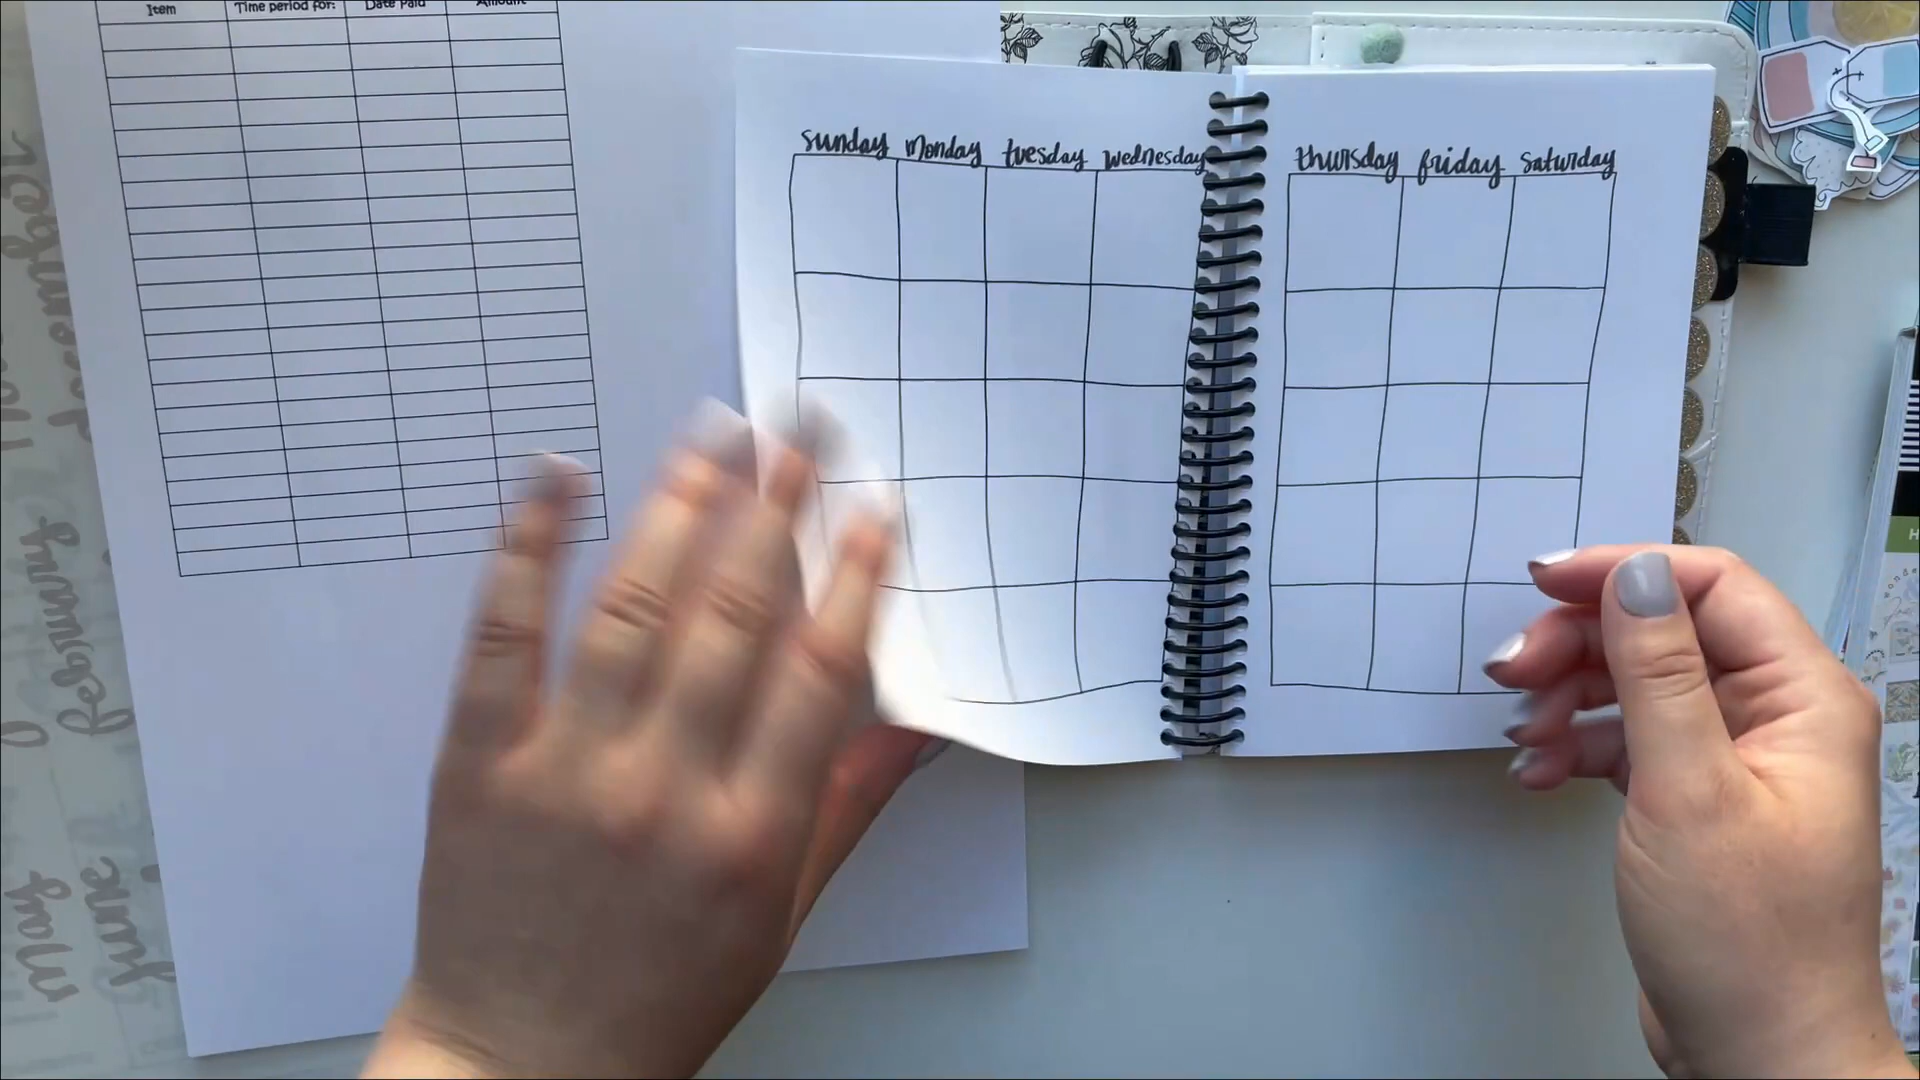 Item Time period for: Date Paid Amount
sunday monday tuesday wednesday
thursday friday saturday
december
february
may
june
H